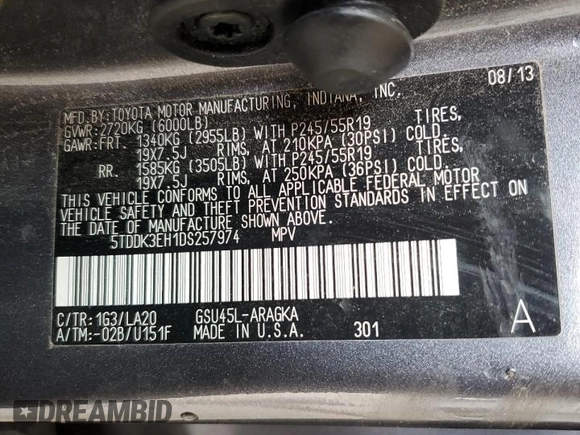 08/13
MFD.BY:TOYOTA MOTOR MANUFACTURING, INDIANA, INC.
GVWR:2720KG (6000LB)
GAWR:FRT. 1340KG (2955LB) WITH P245/55R19 TIRES,
19X7.5J RIMS, AT 210KPA (30PSI) COLD.
RR. 1585KG (3505LB) WITH P245/55R19 TIRES,
19X7.5J RIMS, AT 250KPA (36PSI) COLD.
THIS VEHICLE CONFORMS TO ALL APPLICABLE FEDERAL MOTOR
VEHICLE SAFETY AND THEFT PREVENTION STANDARDS IN EFFECT ON
THE DATE OF MANUFACTURE SHOWN ABOVE.
5TDDK3EH1DS257974 MPV
C/TR:1G3/LA20 GSU45L-ARAGKA
A/TM:-02B/U151F MADE IN U.S.A. 301 A
DREAMBID